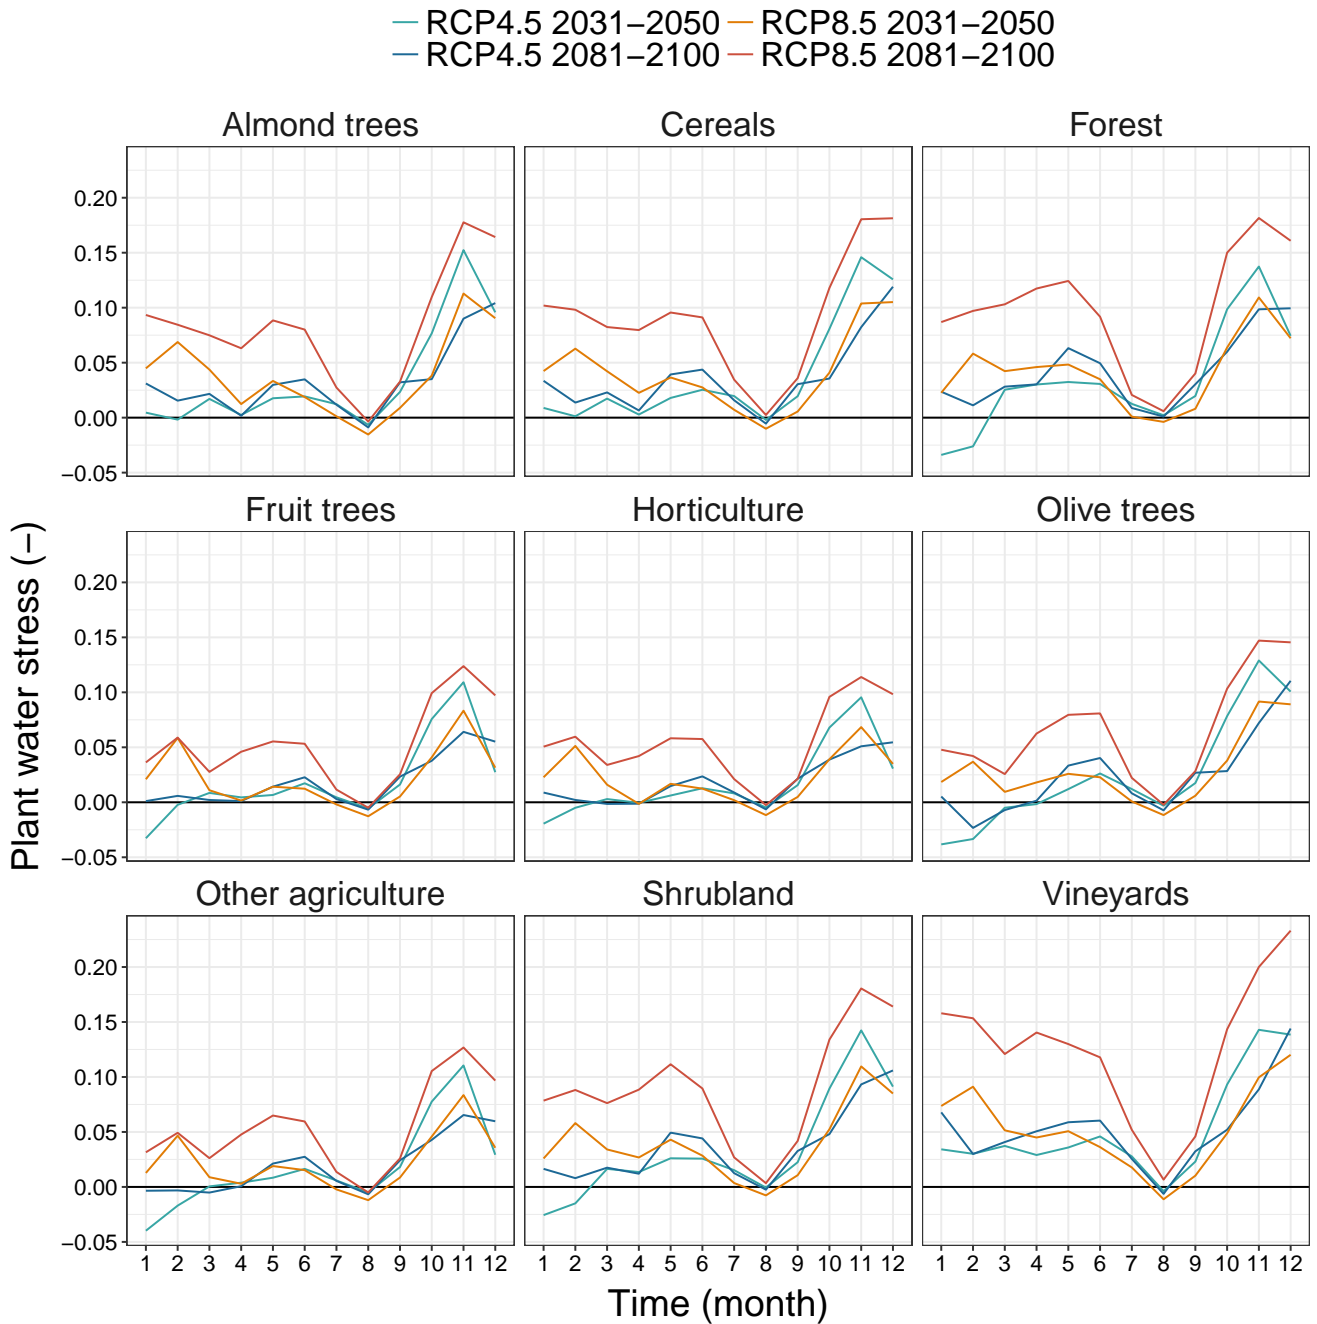 RCP4.5 2031−2050 RCP8.5 2031−2050
RCP4.5 2081−2100 RCP8.5 2081−2100
Almond trees Cereals Forest
0.20
0.15
0.10
0.05
0.00
−0.05
Fruit trees Horticulture Olive trees
0.20
0.15
0.10
0.05
0.00
−0.05
Plant water stress (−)
Other agriculture Shrubland Vineyards
0.20
0.15
0.10
0.05
0.00
−0.05
1 2 3 4 5 6 7 8 9 10 11 12 1 2 3 4 5 6 7 8 9 10 11 12 1 2 3 4 5 6 7 8 9 10 11 12
Time (month)